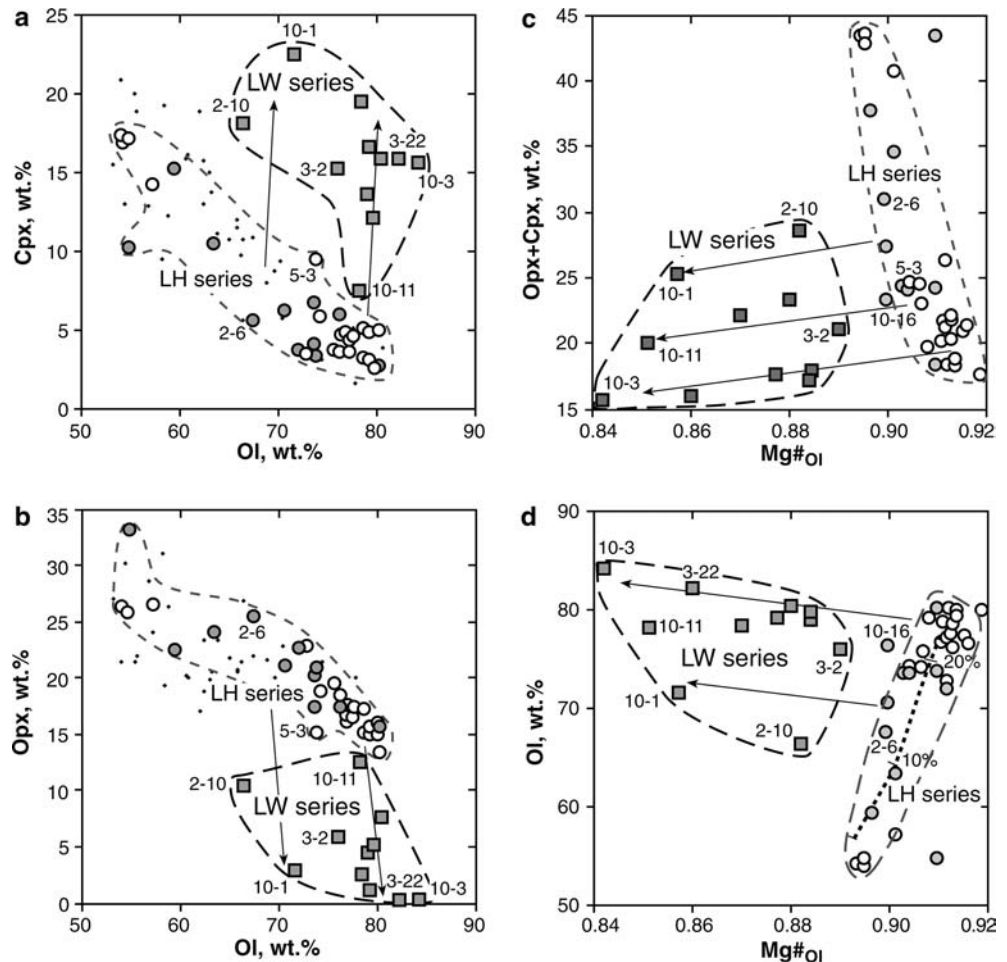 a
25
20
15
10
5
0
Cpx, wt.%
10-1
LW series
2-10
3-22
3-2
10-3
LH series
5-3
10-11
2-6
50 60 70 80 90
Ol, wt.%
c
45
40
35
30
25
20
15
Opx+Cpx, wt.%
LH series
2-10
2-6
LW series
5-3
10-1
10-16
3-2
10-11
10-3
0.84 0.86 0.88 0.90 0.92
Mg#Ol
b
35
30
25
20
15
10
5
0
Opx, wt.%
2-6
LH series
5-3
10-11
2-10
LW series
3-2
10-1
3-22
10-3
50 60 70 80 90
Ol, wt.%
d
90
80
70
60
50
Ol, wt.%
10-3
3-22
10-11
10-16
LW series
3-2
20%
10-1
2-10
2-6
10%
LH series
0.84 0.86 0.88 0.90 0.92
Mg#Ol